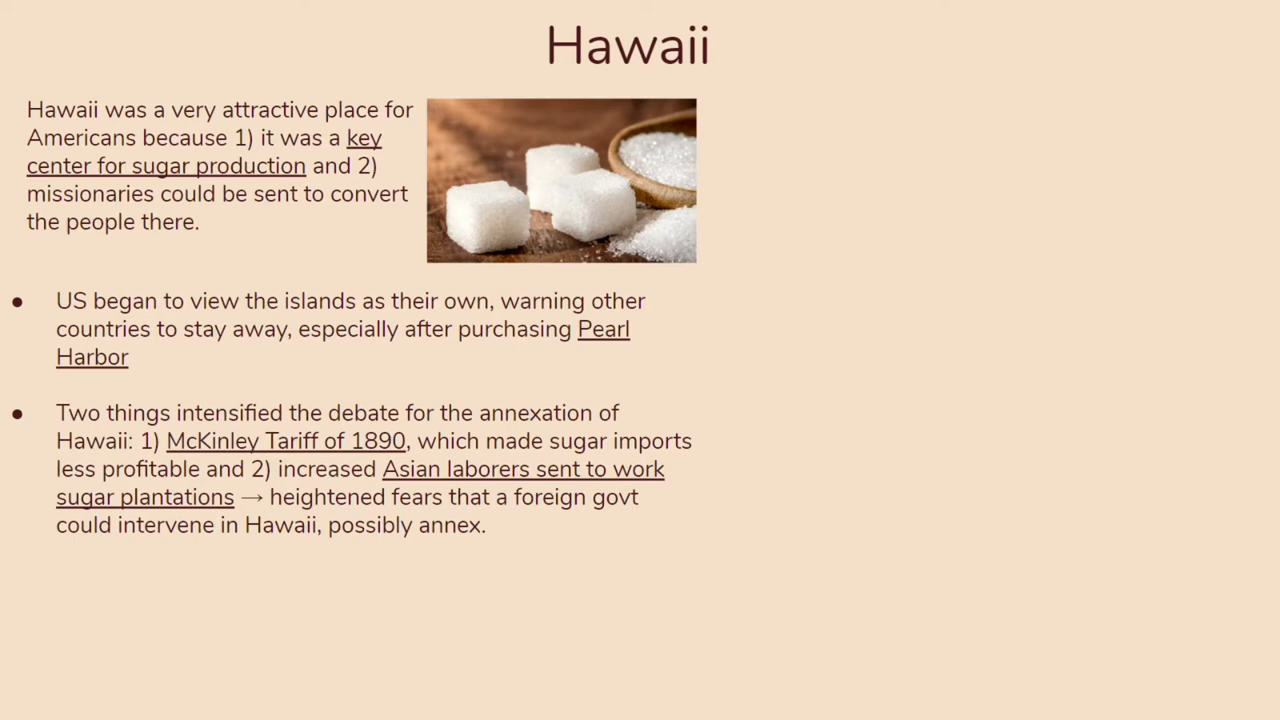 Hawaii
Hawaii was a very attractive place for
Americans because 1) it was a key
center for sugar production and 2)
missionaries could be sent to convert
the people there.
● US began to view the islands as their own, warning other
countries to stay away, especially after purchasing Pearl
Harbor
● Two things intensified the debate for the annexation of
Hawaii: 1) McKinley Tariff of 1890, which made sugar imports
less profitable and 2) increased Asian laborers sent to work
sugar plantations → heightened fears that a foreign govt
could intervene in Hawaii, possibly annex.